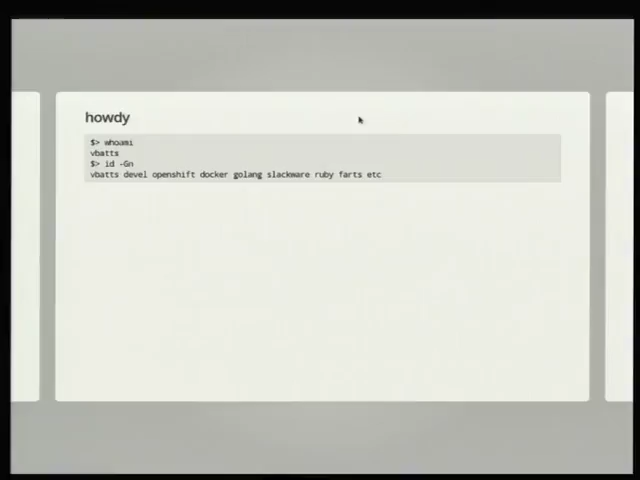 howdy
$> whoami
vbatts
$> id -Gn
vbatts devel openshift docker golang slackware ruby farts etc